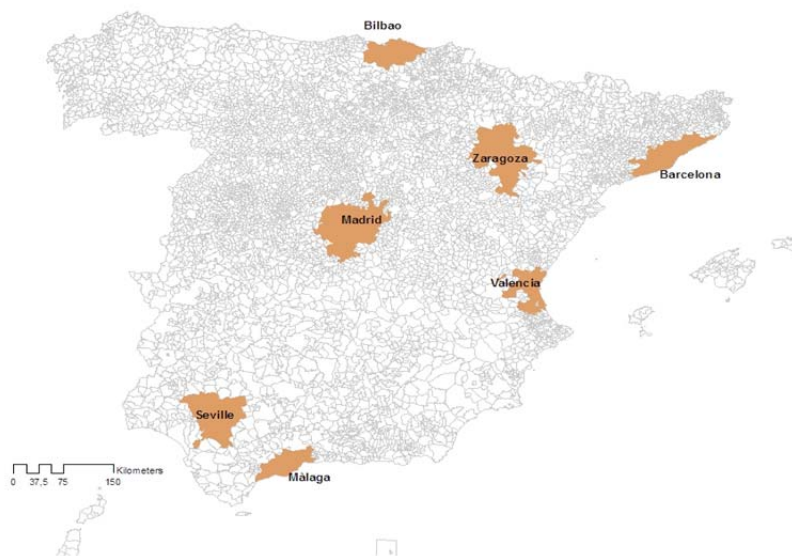 Bilbao
Zaragoza
Barcelona
Madrid
Valencia
Seville
Màlaga
Kilometers
0 37,5 75 150